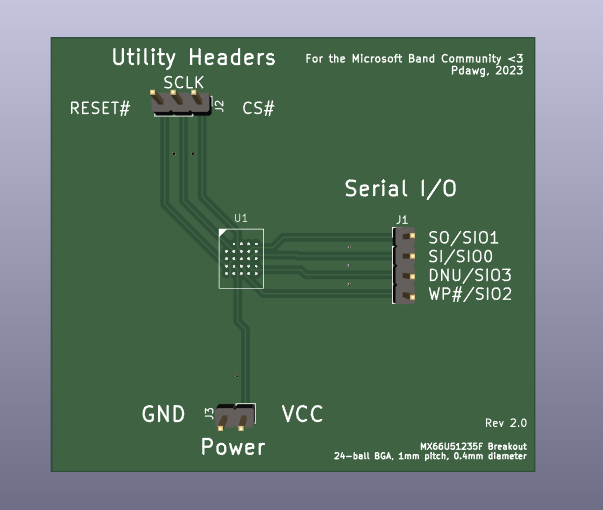 Utility Headers
For the Microsoft Band Community <3
Pdawg, 2023
SCLK
RESET#
J2
CS#
Serial I/O
U1
J1
SO/SIO1
SI/SIO0
DNU/SIO3
WP#/SIO2
GND
J3
VCC
Power
Rev 2.0
MX66U51235F Breakout
24-ball BGA, 1mm pitch, 0.4mm diameter